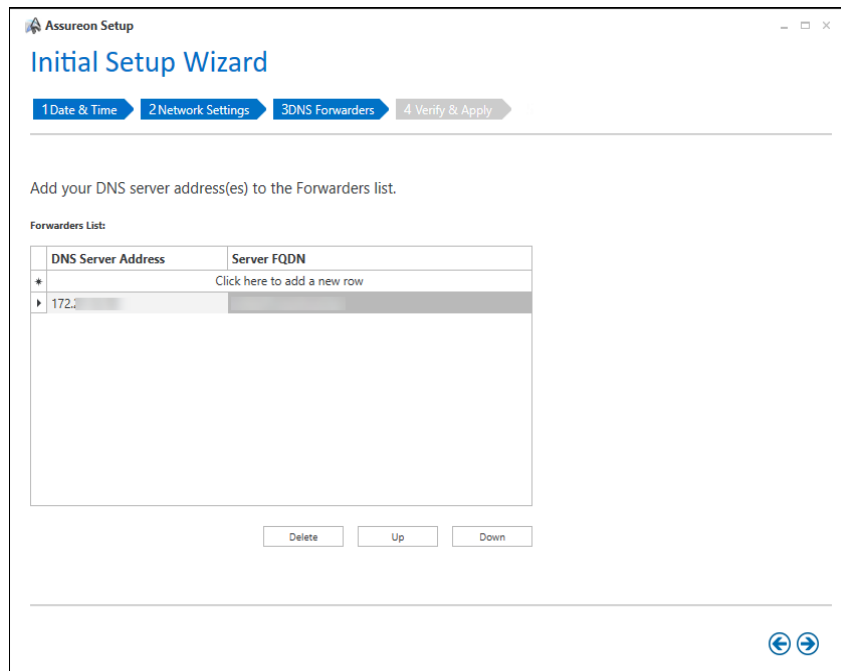 Assureon Setup
Initial Setup Wizard
1 Date & Time 2 Network Settings 3DNS Forwarders 4 Verify & Apply
Add your DNS server address(es) to the Forwarders list.
Forwarders List:
DNS Server Address Server FQDN
Click here to add a new row
172.
Delete Up Down